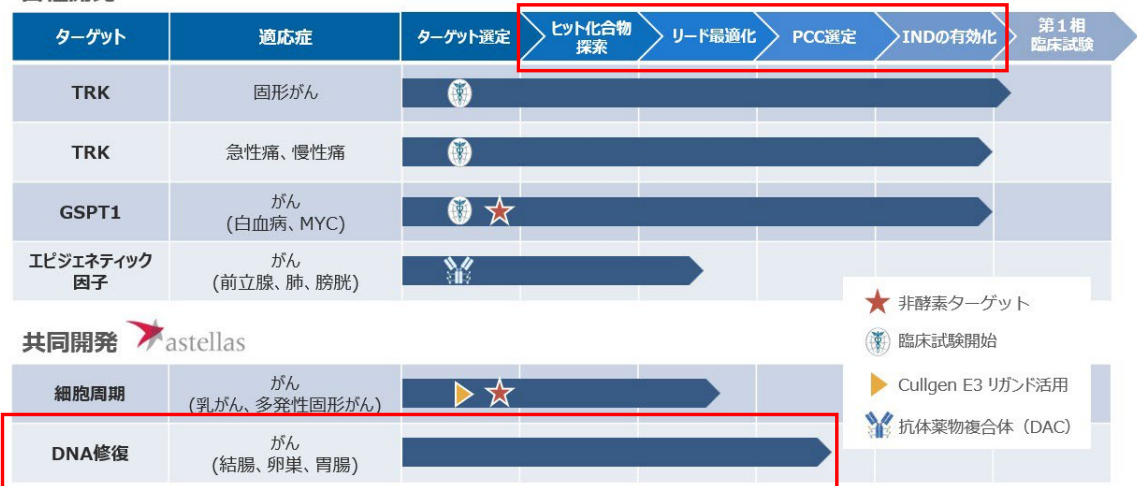 ターゲット
適応症
ターゲット選定
ヒット化合物
探索
リード最適化
PCC選定
INDの有効化
第1相
臨床試験
TRK
固形がん
TRK
急性痛、慢性痛
GSPT1
がん
(白血病、MYC)
エピジェネティック
因子
がん
(前立腺、肺、膀胱)
★ 非酵素ターゲット
臨床試験開始
Cullgen E3 リガンド活用
抗体薬物複合体（DAC）
共同開発
astellas
細胞周期
がん
(乳がん、多発性固形がん)
DNA修復
がん
(結腸、卵巣、胃腸)